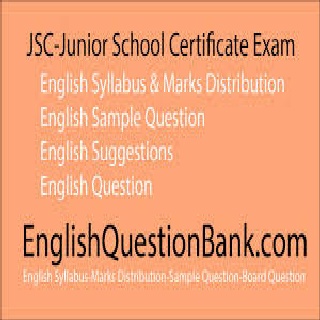 JSC-Junior School Certificate Exam
English Syllabus & Marks Distribution
English Sample Question
English Suggestions
English Question
EnglishQuestionBank.com
English Syllabus-Marks Distribution-Sample Question-Board Question